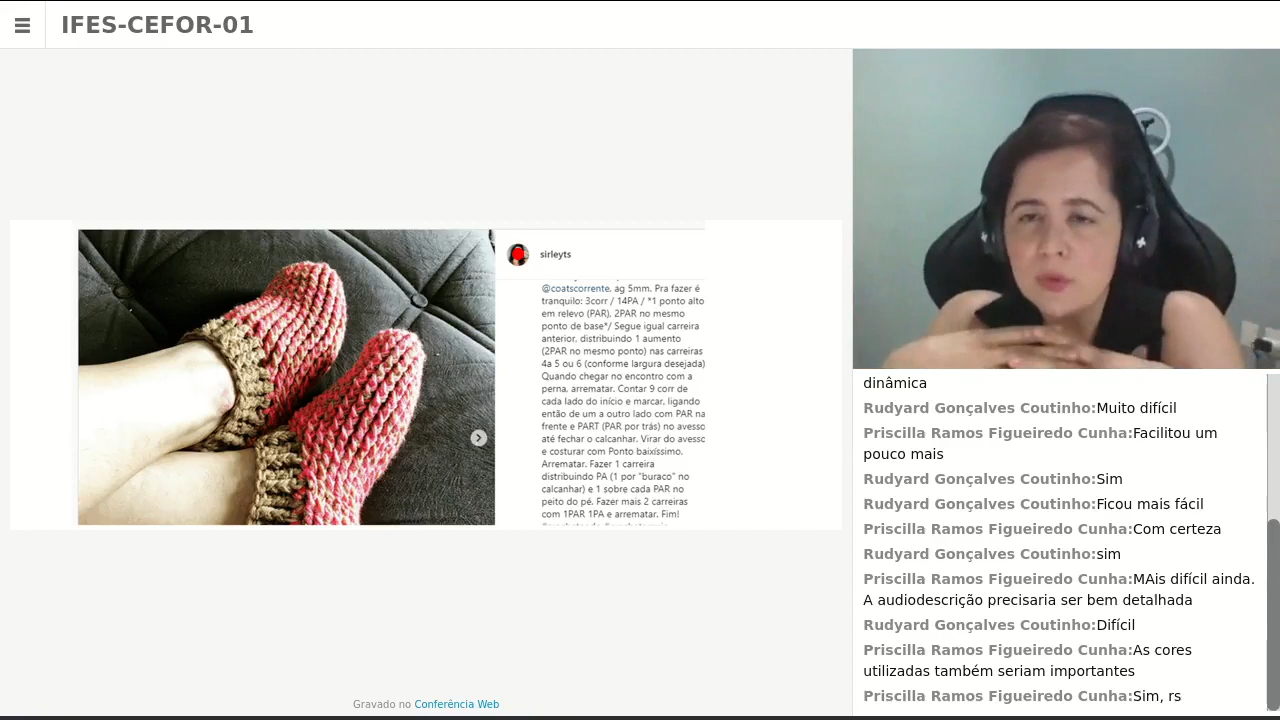 IFES-CEFOR-01
sirleyts
@coatscorrente, ag 5mm. Pra fazer é
tranquilo: 3corr / 14PA / *1 ponto alto
em relevo (PAR), 2PAR no mesmo
ponto de base*/ Segue igual carreira
anterior, distribuindo 1 aumento
(2PAR no mesmo ponto) nas carreiras
4a 5 ou 6 (conforme largura desejada)
Quando chegar no encontro com a
perna, arrematar. Contar 9 corr de
cada lado do início e marcar, ligando
então de um a outro lado com PAR na
frente e PART (PAR por trás) no avesso
até fechar o calcanhar. Virar do avesso
e costurar com Ponto baixíssimo.
Arrematar. Fazer 1 carreira
distribuindo PA (1 por "buraco" no
calcanhar) e 1 sobre cada PAR no
peito do pé. Fazer mais 2 carreiras
com 1PAR 1PA e arrematar. Fim!
Gravado no Conferência Web
dinâmica
Rudyard Gonçalves Coutinho:Muito difícil
Priscilla Ramos Figueiredo Cunha:Facilitou um
pouco mais
Rudyard Gonçalves Coutinho:Sim
Rudyard Gonçalves Coutinho:Ficou mais fácil
Priscilla Ramos Figueiredo Cunha:Com certeza
Rudyard Gonçalves Coutinho:sim
Priscilla Ramos Figueiredo Cunha:MAis difícil ainda.
A audiodescrição precisaria ser bem detalhada
Rudyard Gonçalves Coutinho:Difícil
Priscilla Ramos Figueiredo Cunha:As cores
utilizadas também seriam importantes
Priscilla Ramos Figueiredo Cunha:Sim, rs